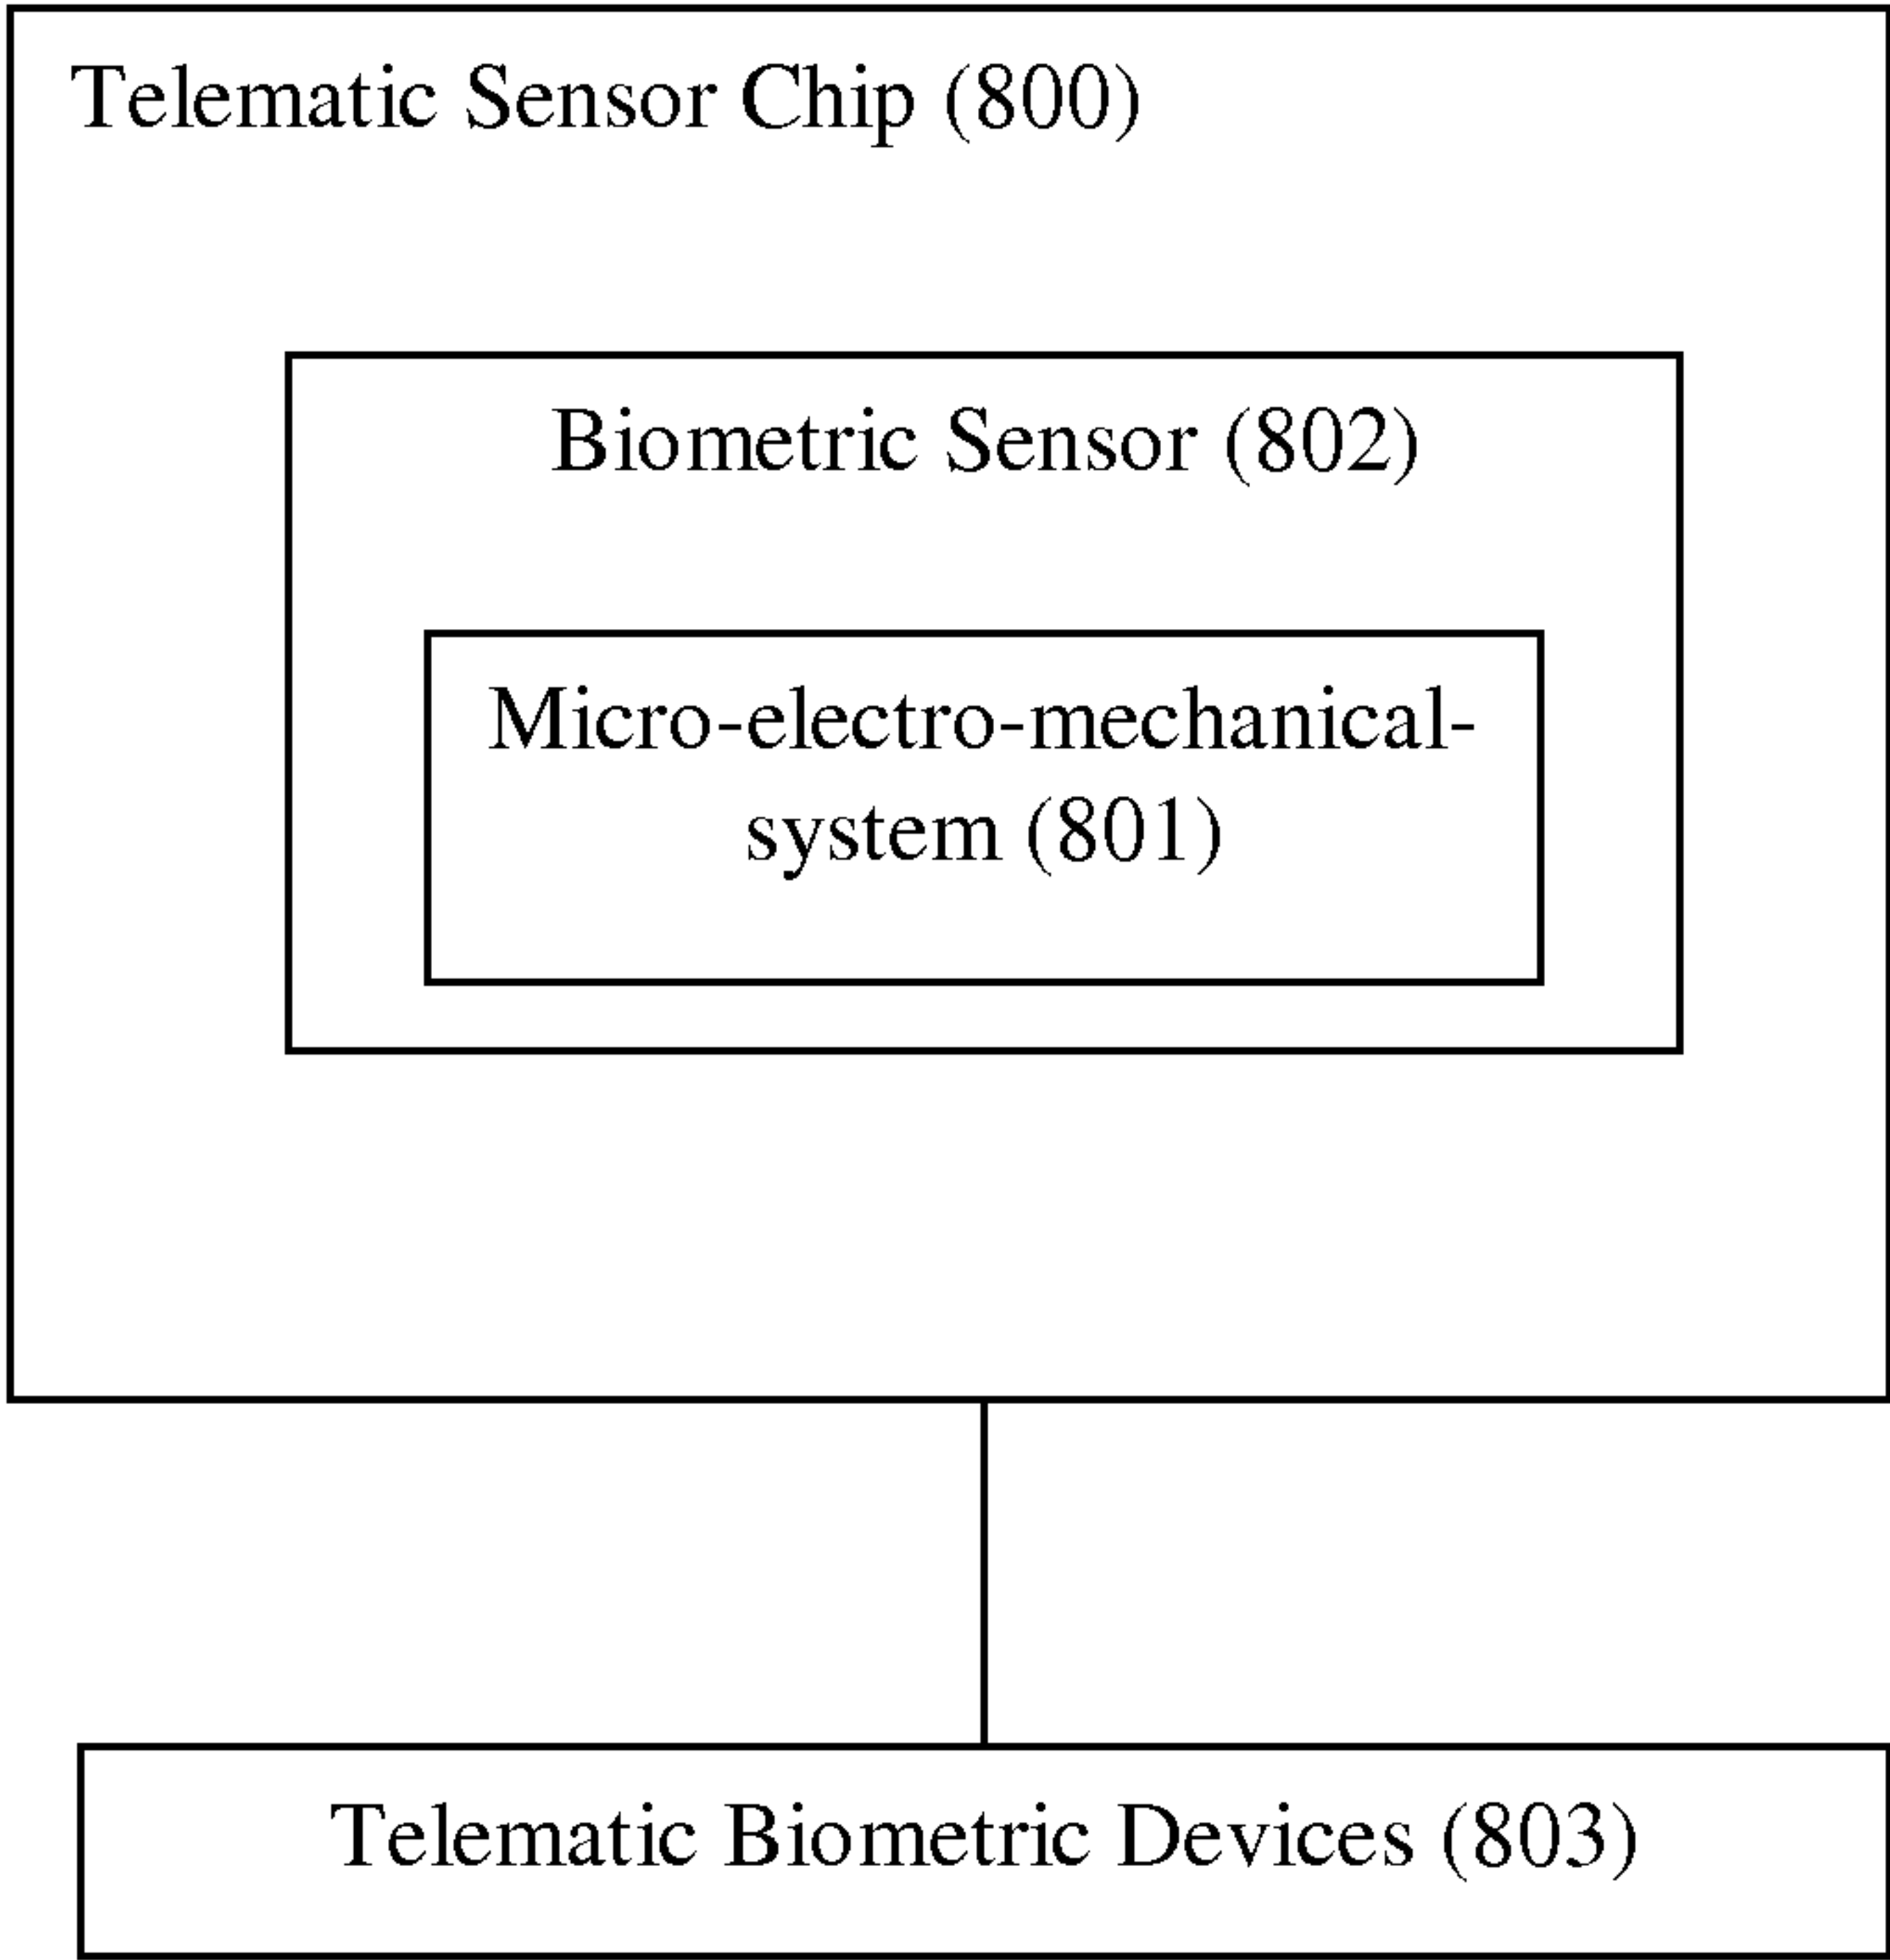 Telematic Sensor Chip (800)
Biometric Sensor (802)
Micro-electro-mechanical-
system (801)
Telematic Biometric Devices (803)